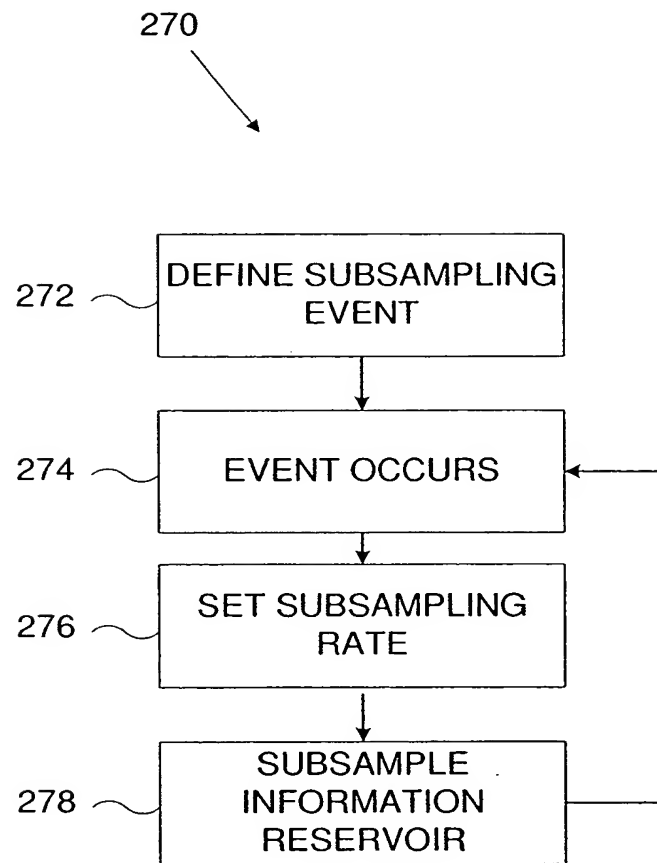 270
272
DEFINE SUBSAMPLING
EVENT
274
EVENT OCCURS
276
SET SUBSAMPLING
RATE
278
SUBSAMPLE
INFORMATION
RESERVOIR